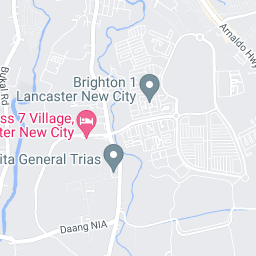 Arnaldo Hwy
Bukal Rd
Brighton 1
Lancaster New City
ss 7 Village,
ter New City
ita General Trias
Daang NIA